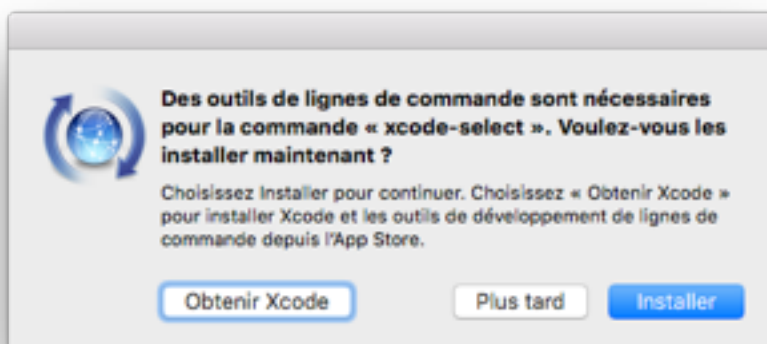 Des outils de lignes de commande sont nécessaires
pour la commande « xcode-select ». Voulez-vous les
installer maintenant ?
Choisissez Installer pour continuer. Choisissez « Obtenir Xcode »
pour installer Xcode et les outils de développement de lignes de
commande depuis l'App Store.
Obtenir Xcode
Plus tard
Installer